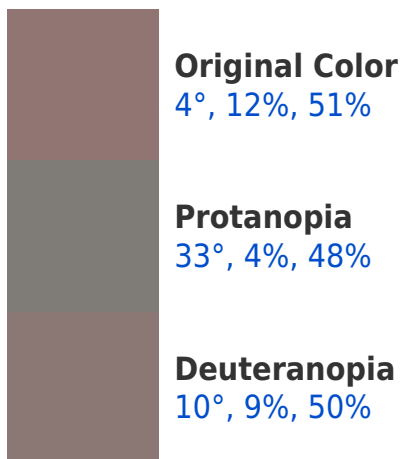 Original Color
4°, 12%, 51%
Protanopia
33°, 4%, 48%
Deuteranopia
10°, 9%, 50%